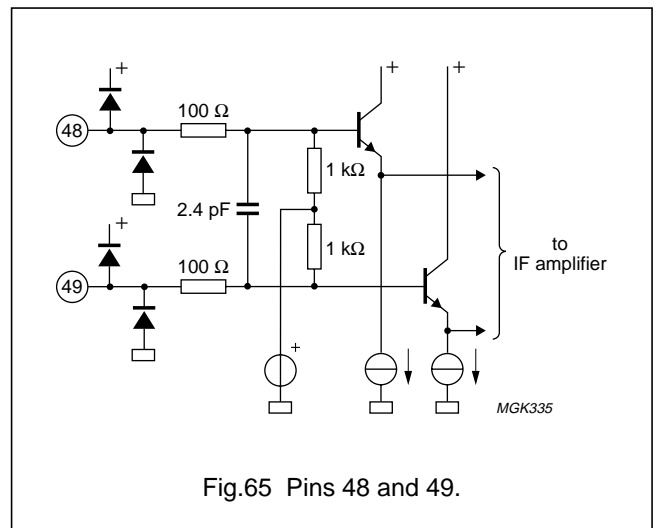 +
+
+
100 Ω
48
1 kΩ
2.4 pF
+
1 kΩ
to
IF amplifier
100 Ω
49
+
MGK335
Fig.65 Pins 48 and 49.